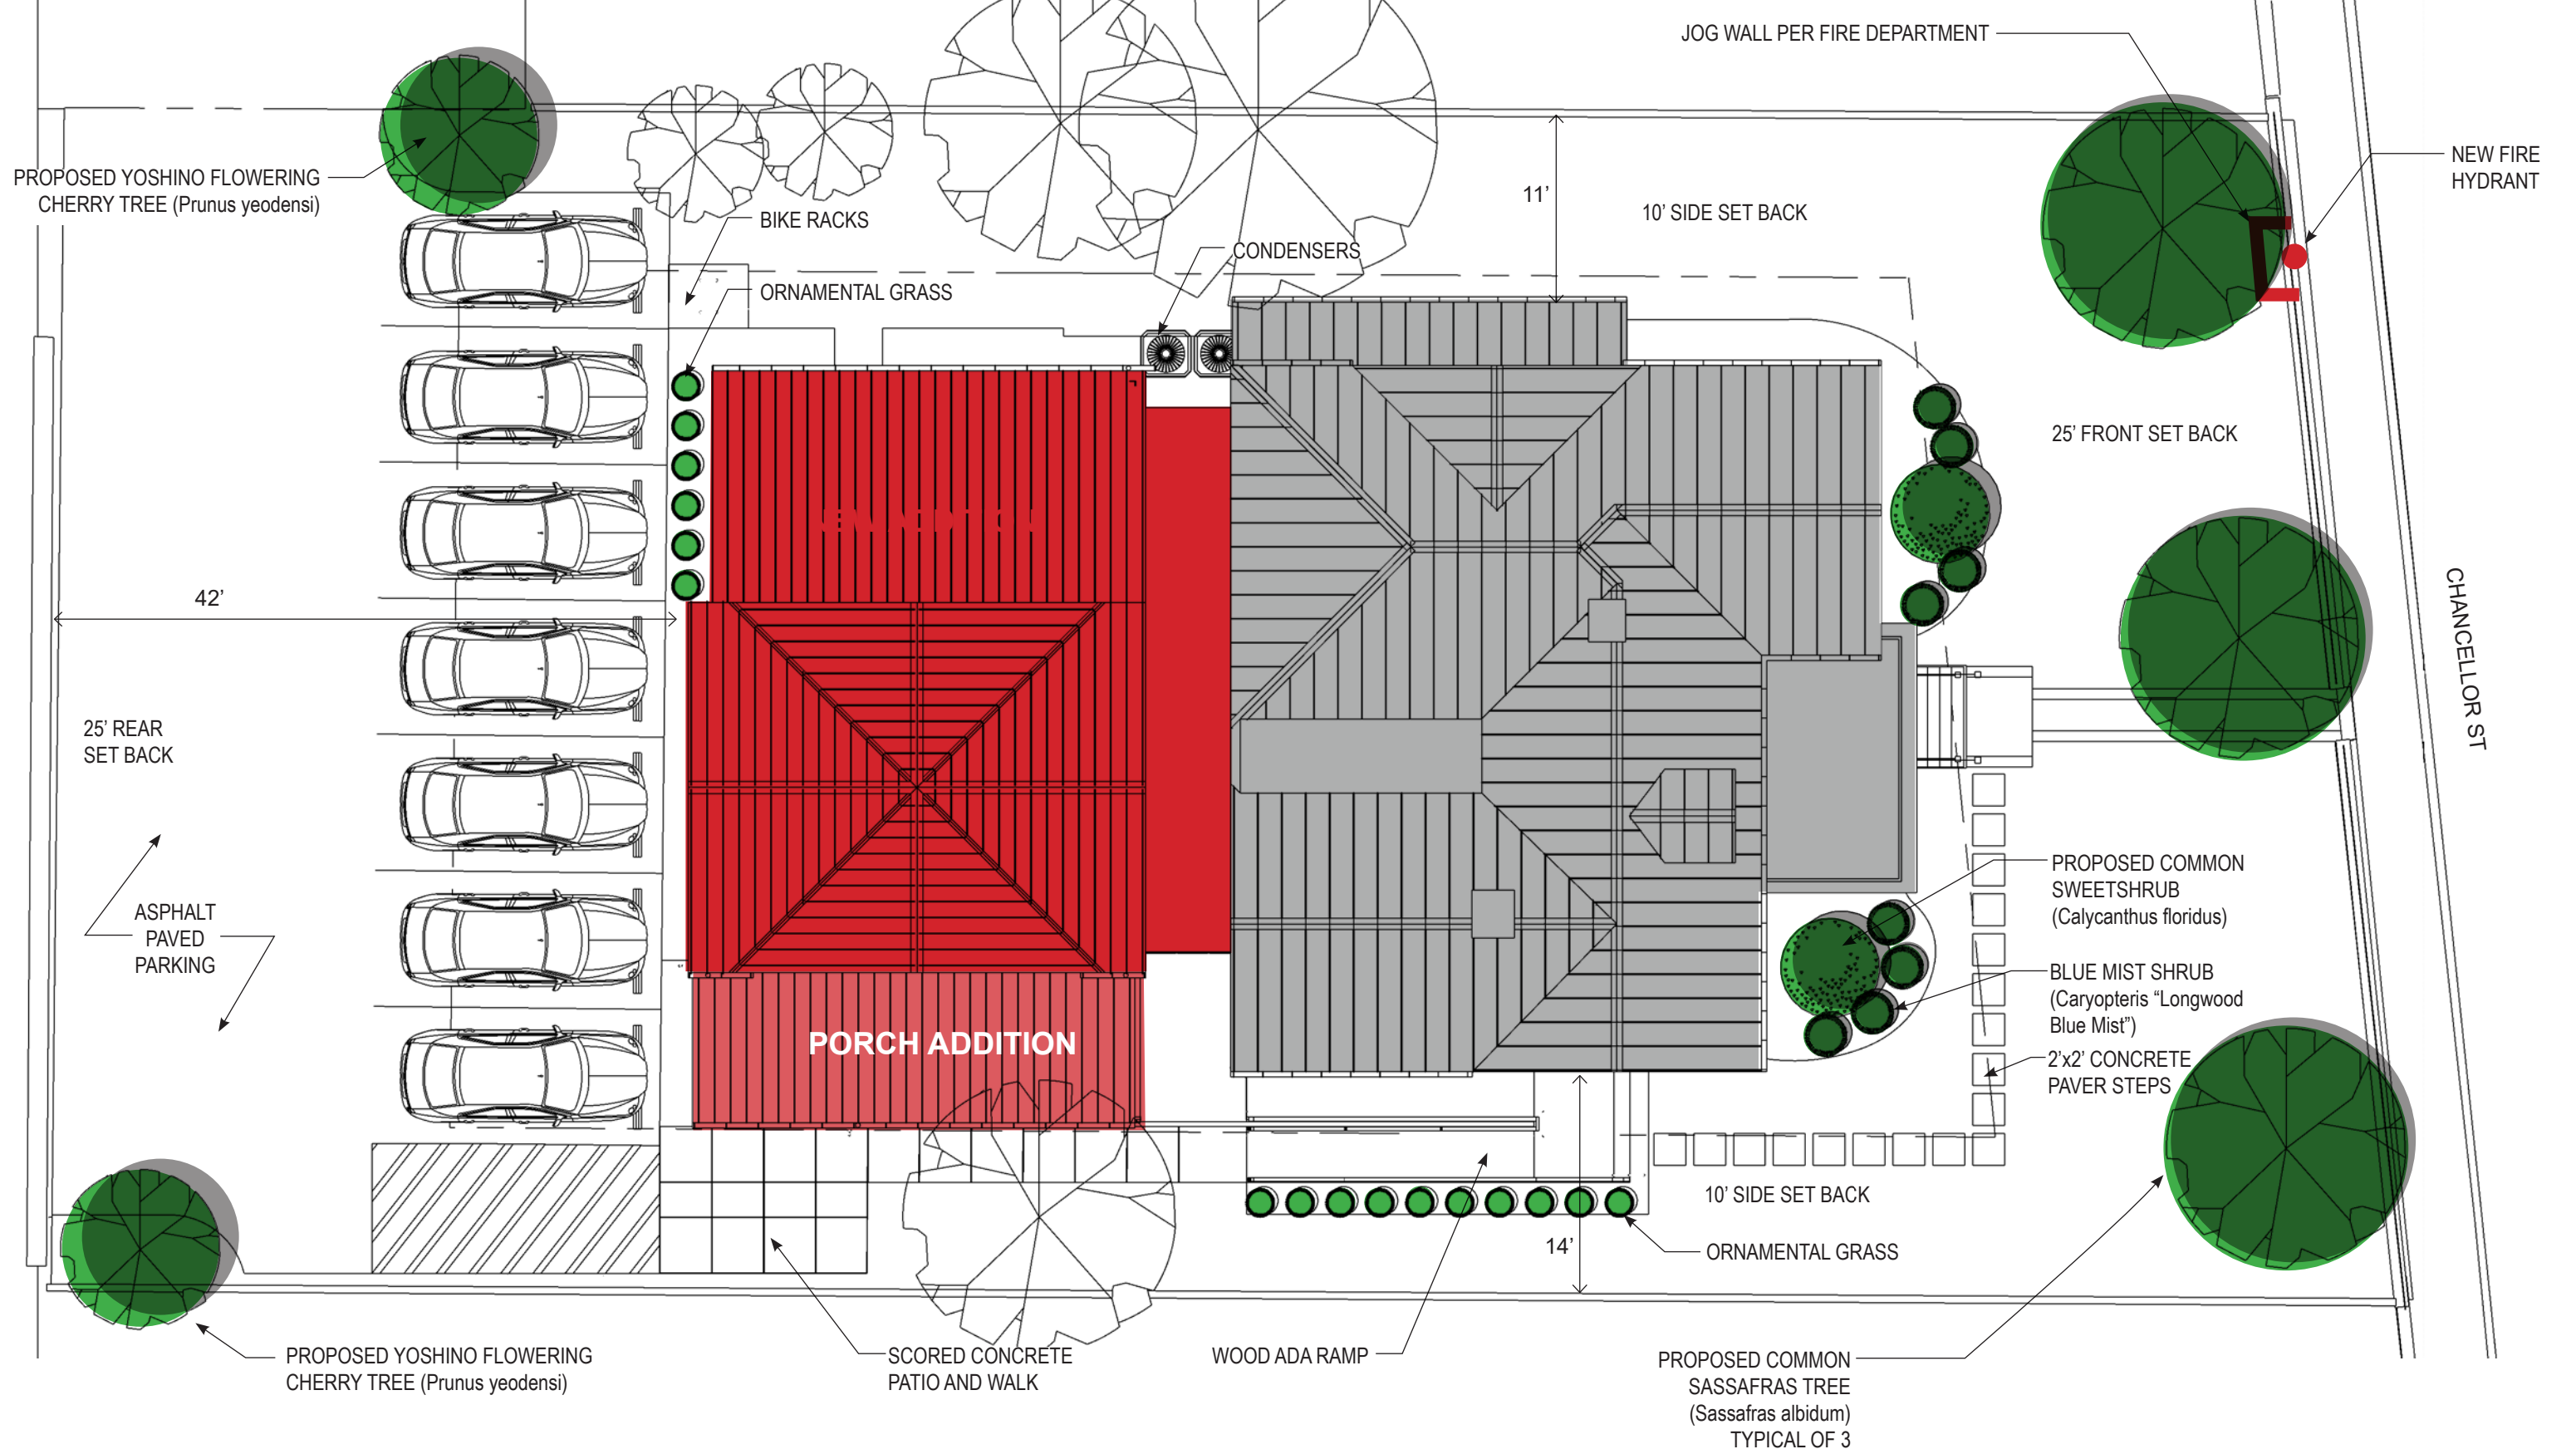 JOG WALL PER FIRE DEPARTMENT
NEW FIRE
HYDRANT
PROPOSED YOSHINO FLOWERING
CHERRY TREE (Prunus yeodensi)
BIKE RACKS
11’
10’ SIDE SET BACK
CONDENSERS
ORNAMENTAL GRASS
25’ FRONT SET BACK
42’
CHANCELLOR ST
25’ REAR
SET BACK
ASPHALT
PAVED
PARKING
PROPOSED COMMON
SWEETSHRUB
(Calycanthus floridus)
BLUE MIST SHRUB
(Caryopteris “Longwood
Blue Mist”)
PORCH ADDITION
2’x2’ CONCRETE
PAVER STEPS
10’ SIDE SET BACK
14’
ORNAMENTAL GRASS
PROPOSED YOSHINO FLOWERING
CHERRY TREE (Prunus yeodensi)
SCORED CONCRETE
PATIO AND WALK
WOOD ADA RAMP
PROPOSED COMMON
SASSAFRAS TREE
(Sassafras albidum)
TYPICAL OF 3